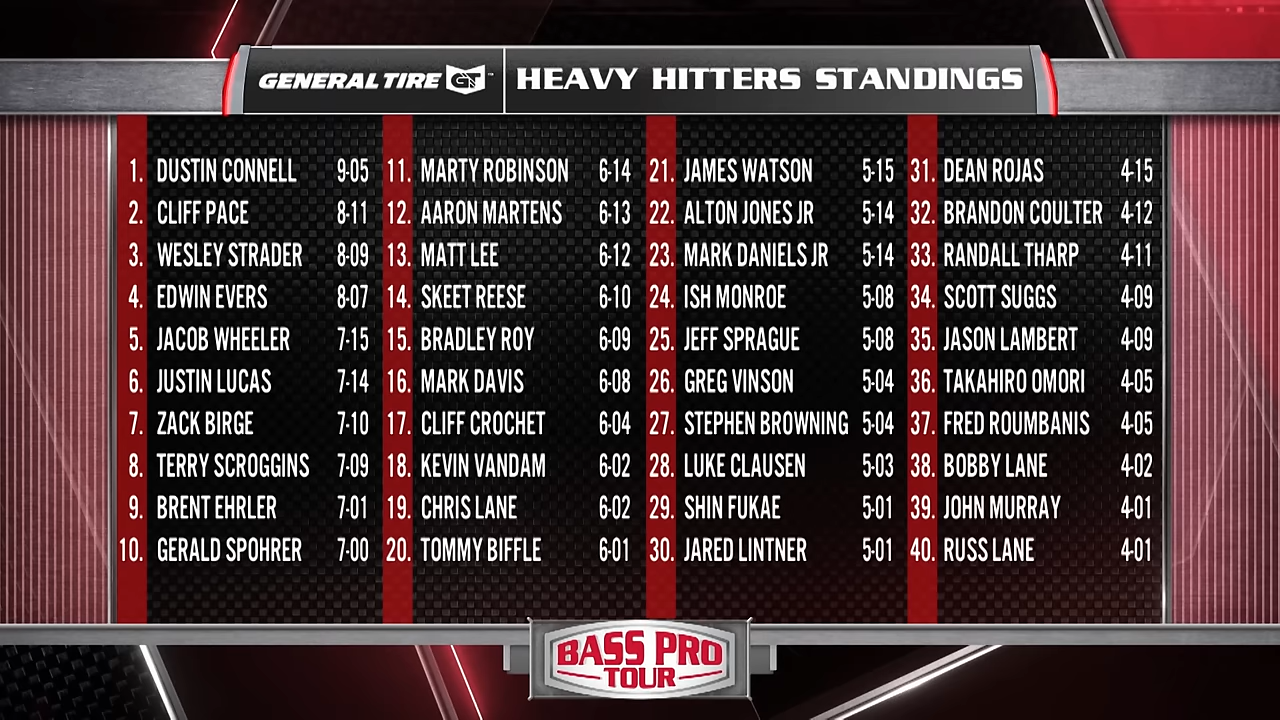 GENERAL TIRE GT™ HEAVY HITTERS STANDINGS
1. DUSTIN CONNELL 9-05
2. CLIFF PACE 8-11
3. WESLEY STRADER 8-09
4. EDWIN EVERS 8-07
5. JACOB WHEELER 7-15
6. JUSTIN LUCAS 7-14
7. ZACK BIRGE 7-10
8. TERRY SCROGGINS 7-09
9. BRENT EHRLER 7-01
10. GERALD SPOHRER 7-00
11. MARTY ROBINSON 6-14
12. AARON MARTENS 6-13
13. MATT LEE 6-12
14. SKEET REESE 6-10
15. BRADLEY ROY 6-09
16. MARK DAVIS 6-08
17. CLIFF CROCHET 6-04
18. KEVIN VANDAM 6-02
19. CHRIS LANE 6-02
20. TOMMY BIFFLE 6-01
21. JAMES WATSON 5-15
22. ALTON JONES JR 5-14
23. MARK DANIELS JR 5-14
24. ISH MONROE 5-08
25. JEFF SPRAGUE 5-08
26. GREG VINSON 5-04
27. STEPHEN BROWNING 5-04
28. LUKE CLAUSEN 5-03
29. SHIN FUKAE 5-01
30. JARED LINTNER 5-01
31. DEAN ROJAS 4-15
32. BRANDON COULTER 4-12
33. RANDALL THARP 4-11
34. SCOTT SUGGS 4-09
35. JASON LAMBERT 4-09
36. TAKAHIRO OMORI 4-05
37. FRED ROUMBANIS 4-05
38. BOBBY LANE 4-02
39. JOHN MURRAY 4-01
40. RUSS LANE 4-01
BASS PRO
TOUR